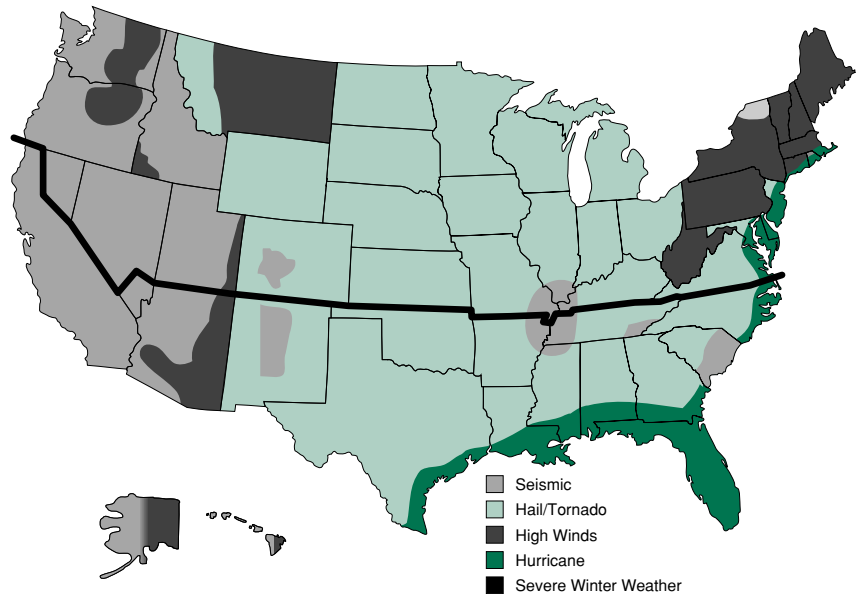 Seismic
Hail/Tornado
High Winds
Hurricane
Severe Winter Weather